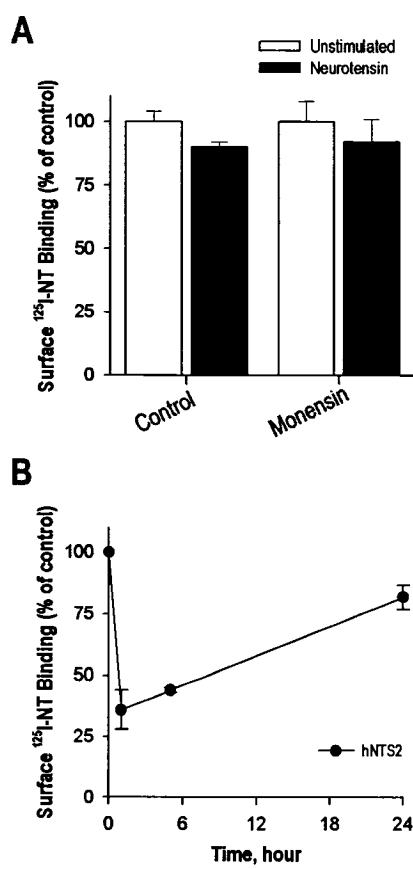 A
Unstimulated
Neurotensin
Surface ¹²⁵I-NT Binding (% of control)
100
75
50
25
0
Control
Monensin
B
Surface ¹²⁵I-NT Binding (% of control)
100
75
50
25
0
hNTS2
0 6 12 18 24
Time, hour